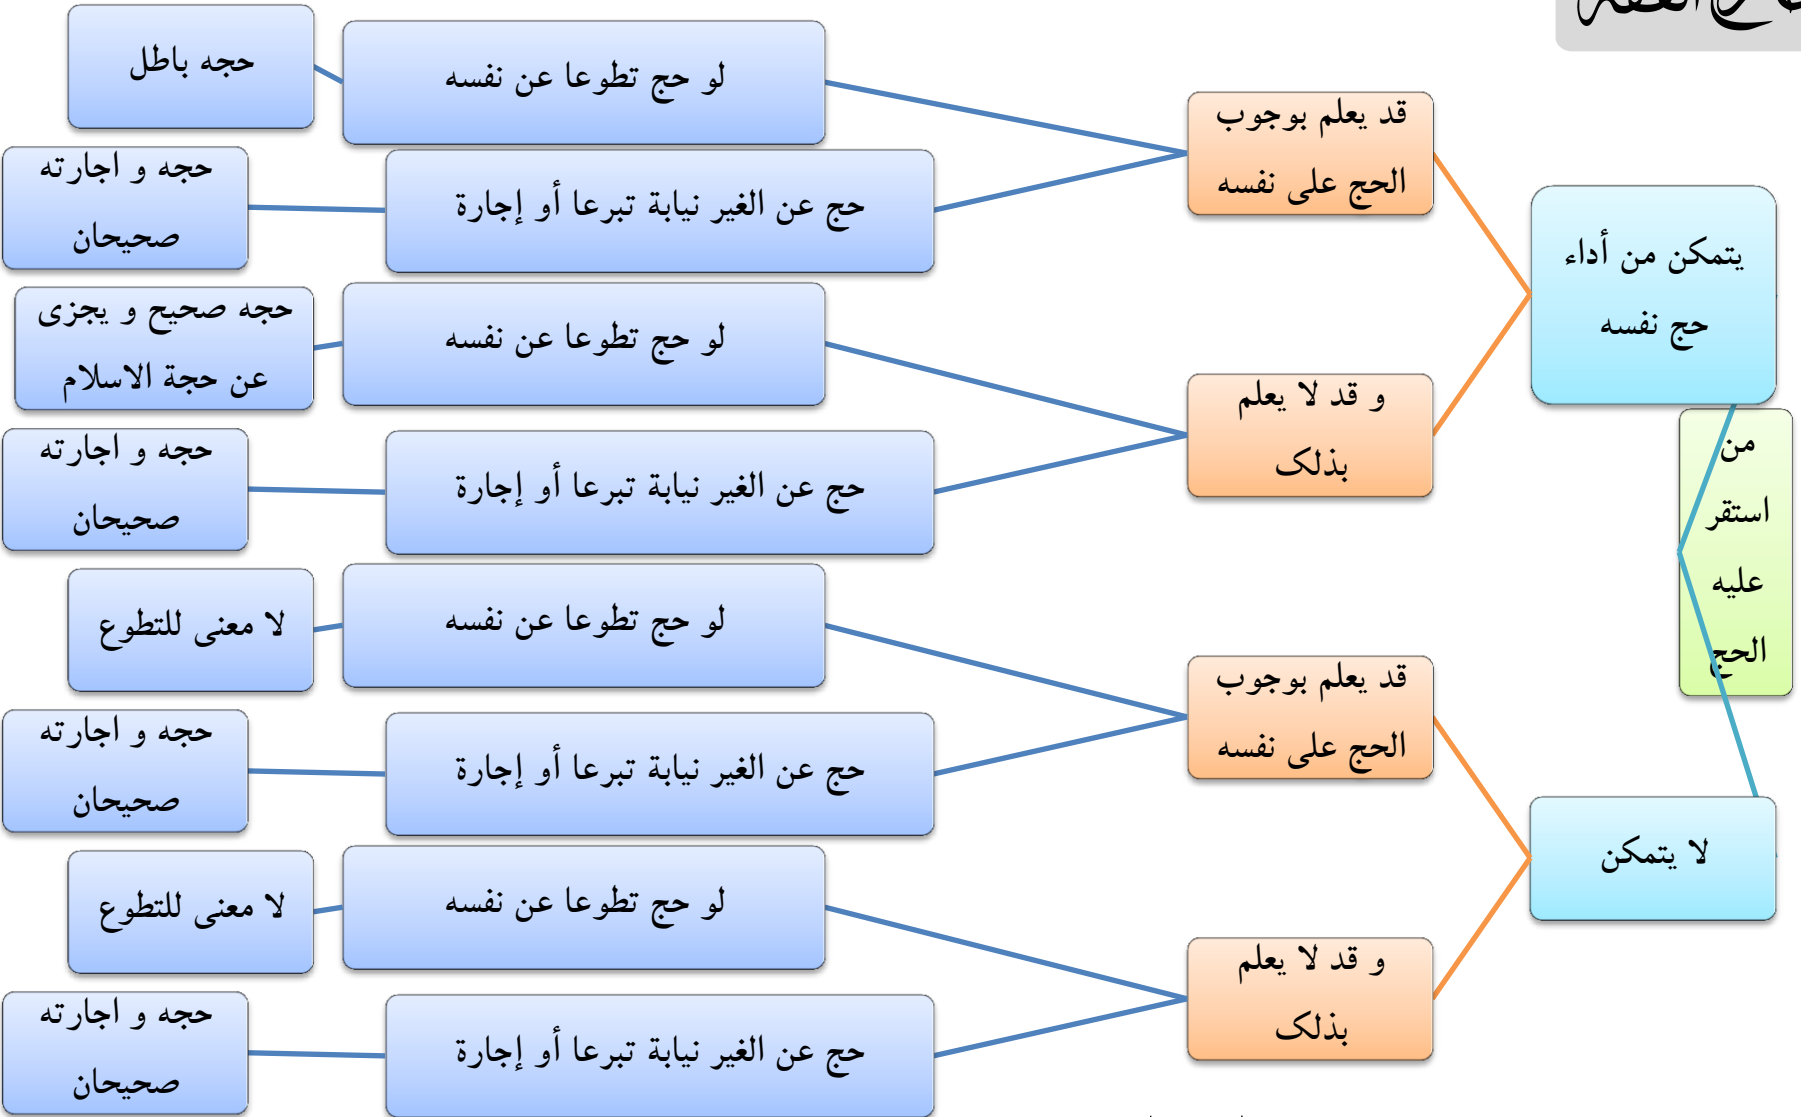 من
استقر
عليه
الحج
يتمكن من أداء
حج نفسه
قد يعلم بوجوب
الحج على نفسه
لو حج تطوعا عن نفسه
حجه باطل
حج عن الغير نيابة تبرعا أو إجارة
حجه و اجارته
صحيحان
و قد لا يعلم
بذلک
لو حج تطوعا عن نفسه
حجه صحيح و يجزى
عن حجة الاسلام
حج عن الغير نيابة تبرعا أو إجارة
حجه و اجارته
صحيحان
لا يتمكن
قد يعلم بوجوب
الحج على نفسه
لو حج تطوعا عن نفسه
لا معنى للتطوع
حج عن الغير نيابة تبرعا أو إجارة
حجه و اجارته
صحيحان
و قد لا يعلم
بذلک
لو حج تطوعا عن نفسه
لا معنى للتطوع
حج عن الغير نيابة تبرعا أو إجارة
حجه و اجارته
صحيحان